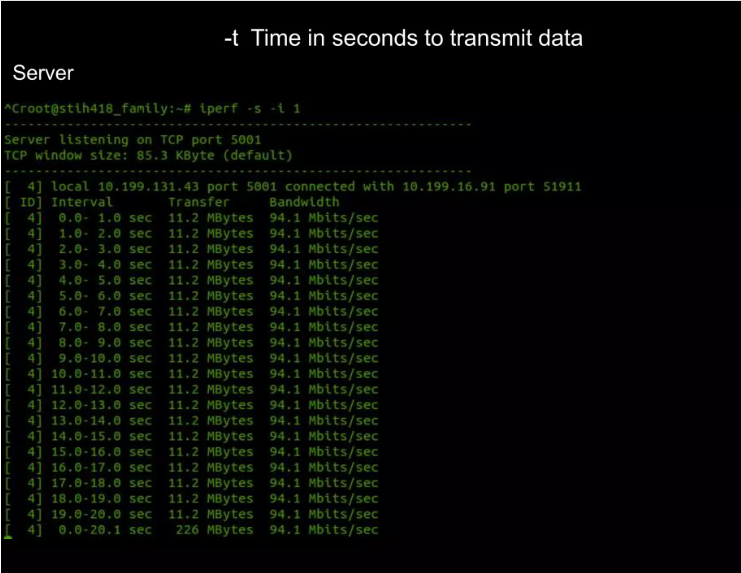 -t Time in seconds to transmit data
Server
^Croot@stih418_family:~# iperf -s -i 1
------------------------------------------------------------
Server listening on TCP port 5001
TCP window size: 85.3 KByte (default)
------------------------------------------------------------
[  4] local 10.199.131.43 port 5001 connected with 10.199.16.91 port 51911
[ ID] Interval       Transfer     Bandwidth
[  4]  0.0- 1.0 sec  11.2 MBytes  94.1 Mbits/sec
[  4]  1.0- 2.0 sec  11.2 MBytes  94.1 Mbits/sec
[  4]  2.0- 3.0 sec  11.2 MBytes  94.1 Mbits/sec
[  4]  3.0- 4.0 sec  11.2 MBytes  94.1 Mbits/sec
[  4]  4.0- 5.0 sec  11.2 MBytes  94.1 Mbits/sec
[  4]  5.0- 6.0 sec  11.2 MBytes  94.1 Mbits/sec
[  4]  6.0- 7.0 sec  11.2 MBytes  94.1 Mbits/sec
[  4]  7.0- 8.0 sec  11.2 MBytes  94.1 Mbits/sec
[  4]  8.0- 9.0 sec  11.2 MBytes  94.1 Mbits/sec
[  4]  9.0-10.0 sec  11.2 MBytes  94.1 Mbits/sec
[  4] 10.0-11.0 sec  11.2 MBytes  94.1 Mbits/sec
[  4] 11.0-12.0 sec  11.2 MBytes  94.1 Mbits/sec
[  4] 12.0-13.0 sec  11.2 MBytes  94.1 Mbits/sec
[  4] 13.0-14.0 sec  11.2 MBytes  94.1 Mbits/sec
[  4] 14.0-15.0 sec  11.2 MBytes  94.1 Mbits/sec
[  4] 15.0-16.0 sec  11.2 MBytes  94.1 Mbits/sec
[  4] 16.0-17.0 sec  11.2 MBytes  94.1 Mbits/sec
[  4] 17.0-18.0 sec  11.2 MBytes  94.1 Mbits/sec
[  4] 18.0-19.0 sec  11.2 MBytes  94.1 Mbits/sec
[  4] 19.0-20.0 sec  11.2 MBytes  94.1 Mbits/sec
[  4]  0.0-20.1 sec   226 MBytes  94.1 Mbits/sec